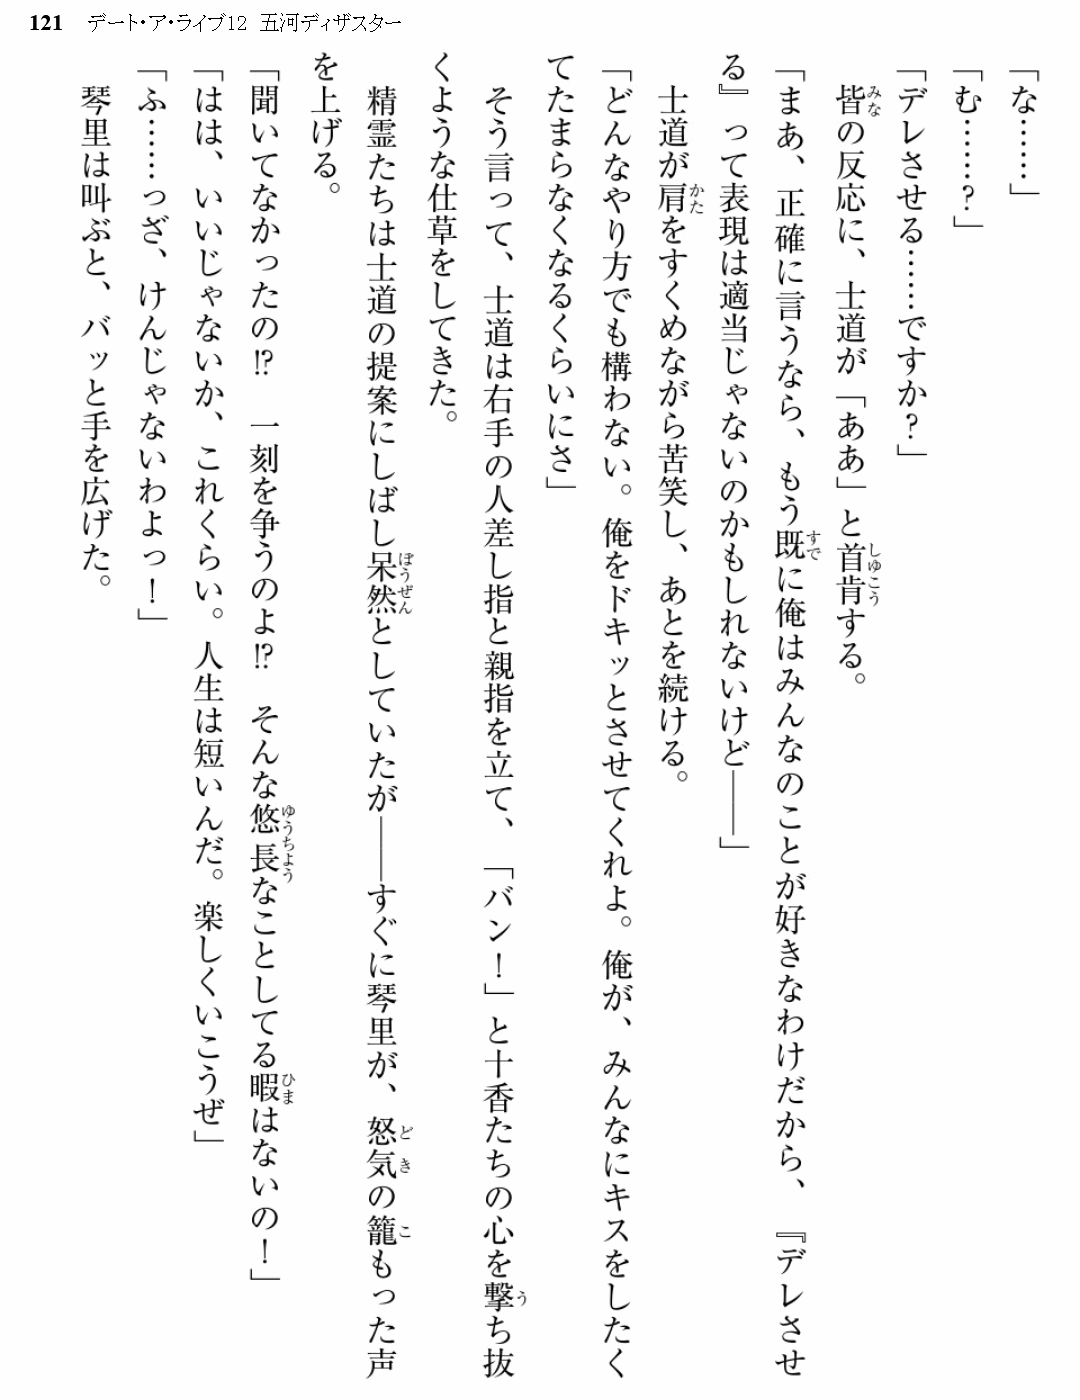 121 デート・ア・ライブ12 五河ディザスター
「な……」
「む……？」
「デレさせる……ですか？」
皆の反応に、士道が「ああ」と首肯する。
「まあ、正確に言うなら、もう既に俺はみんなのことが好きなわけだから、『デレさせ
る』って表現は適当じゃないのかもしれないけど――」
士道が肩をすくめながら苦笑し、あとを続ける。
「どんなやり方でも構わない。俺をドキッとさせてくれよ。俺が、みんなにキスをしたく
てたまらなくなるくらいにさ」
そう言って、士道は右手の人差し指と親指を立て、「バン！」と十香たちの心を撃ち抜
くような仕草をしてきた。
精霊たちは士道の提案にしばし呆然としていたが――すぐに琴里が、怒気の籠もった声
を上げる。
「聞いてなかったの!?　一刻を争うのよ!?　そんな悠長なことしてる暇はないの！」
「はは、いいじゃないか、これくらい。人生は短いんだ。楽しくいこうぜ」
「ふ……っざ、けんじゃないわよっ！」
琴里は叫ぶと、バッと手を広げた。